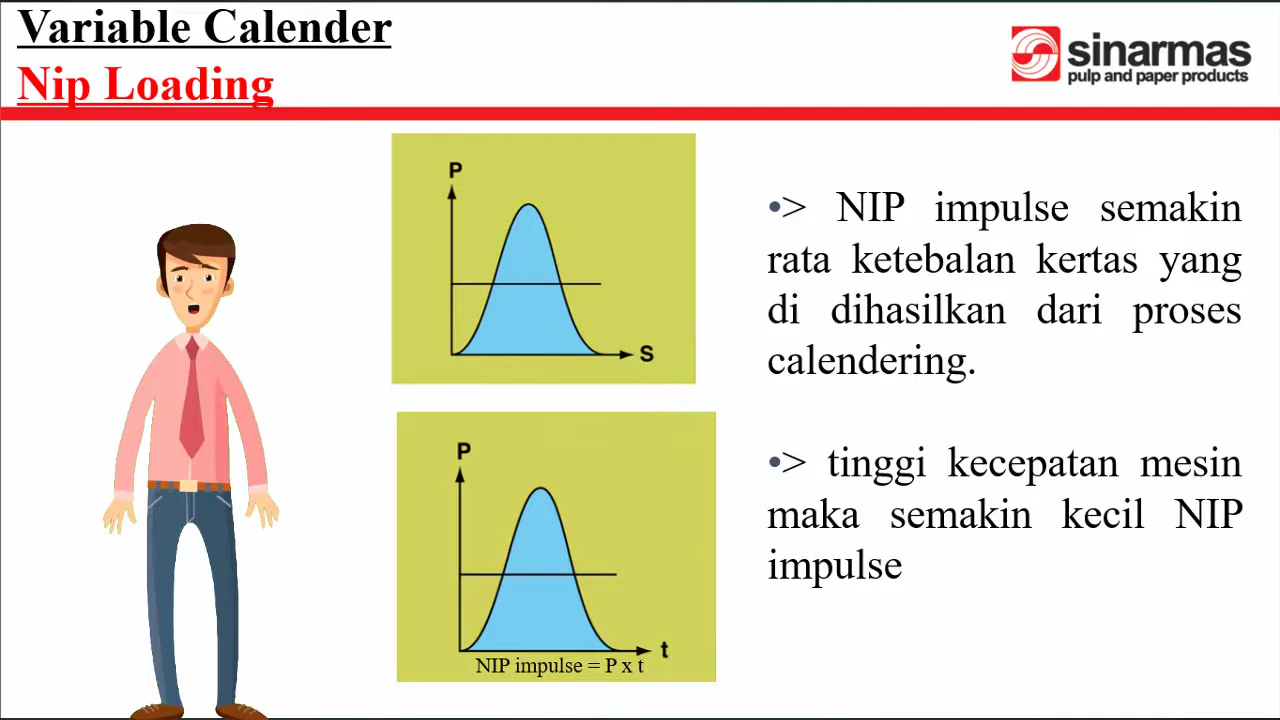 Variable Calender
Nip Loading
sinarmas
pulp and paper products
P
S
P
t
NIP impulse = P x t
•> NIP impulse semakin
rata ketebalan kertas yang
di dihasilkan dari proses
calendering.
•> tinggi kecepatan mesin
maka semakin kecil NIP
impulse